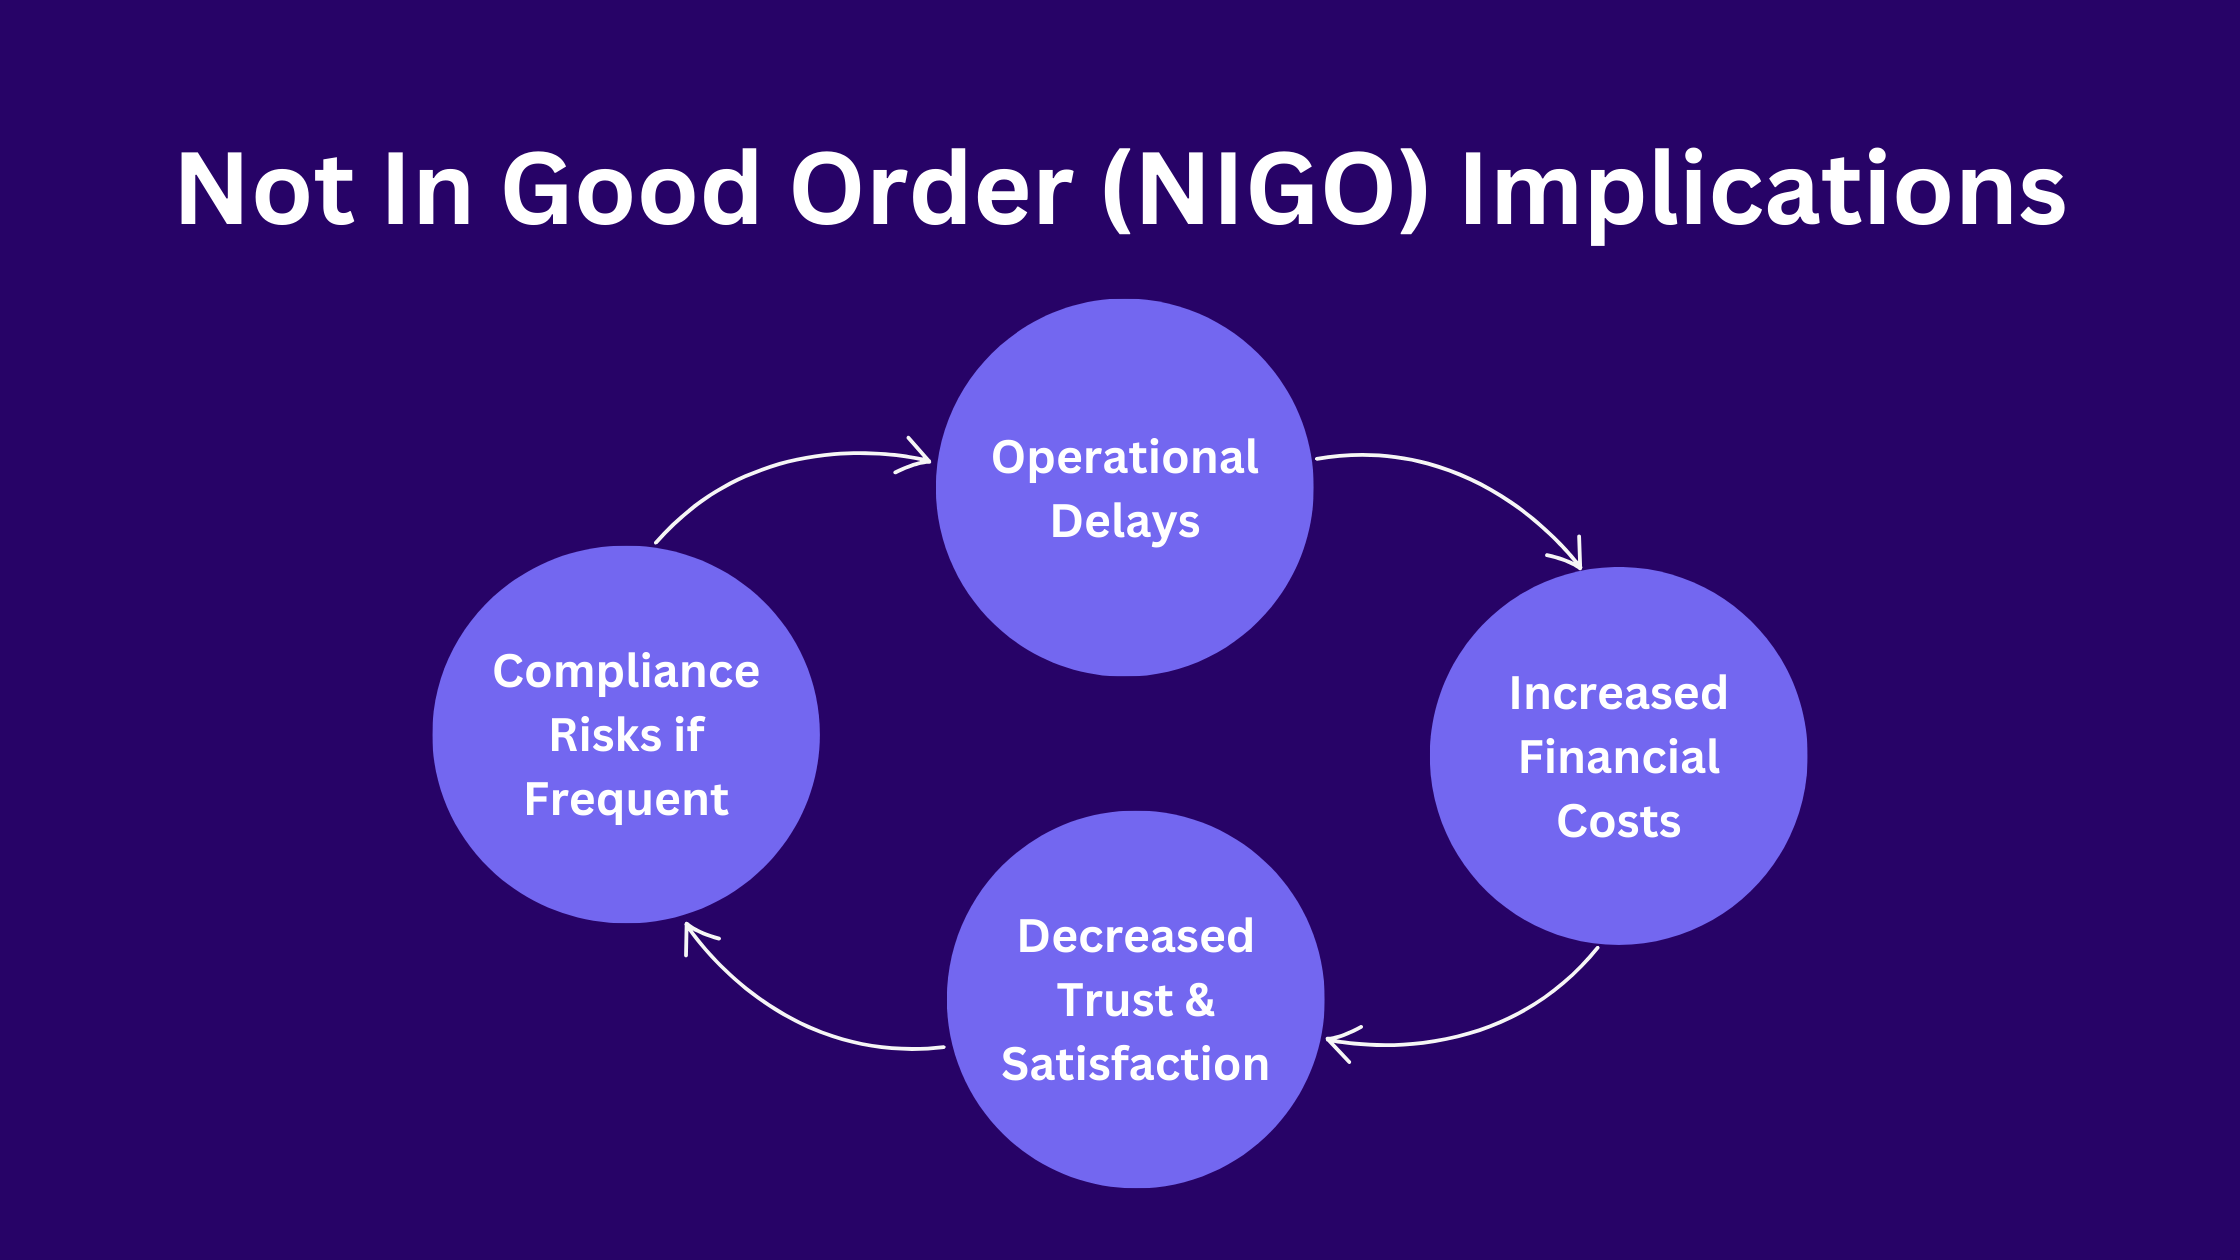 Not In Good Order (NIGO) Implications
Operational
Delays
Increased
Financial
Costs
Decreased
Trust &
Satisfaction
Compliance
Risks if
Frequent